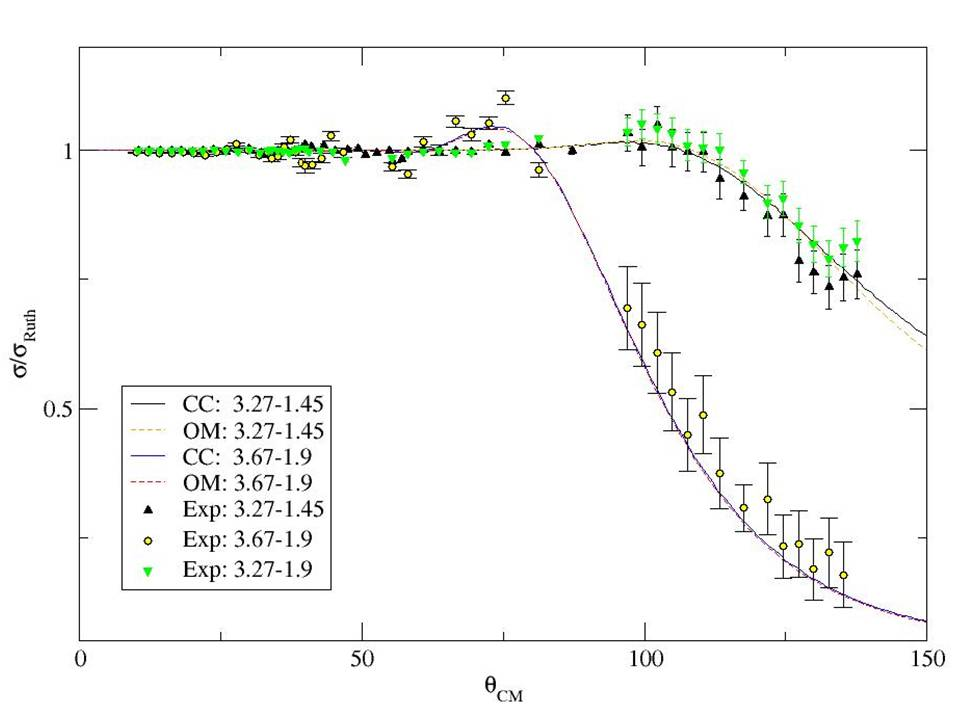 1
0.5
σ/σRuth
CC: 3.27-1.45
OM: 3.27-1.45
CC: 3.67-1.9
OM: 3.67-1.9
Exp: 3.27-1.45
Exp: 3.67-1.9
Exp: 3.27-1.9
0 50 100 150
θCM